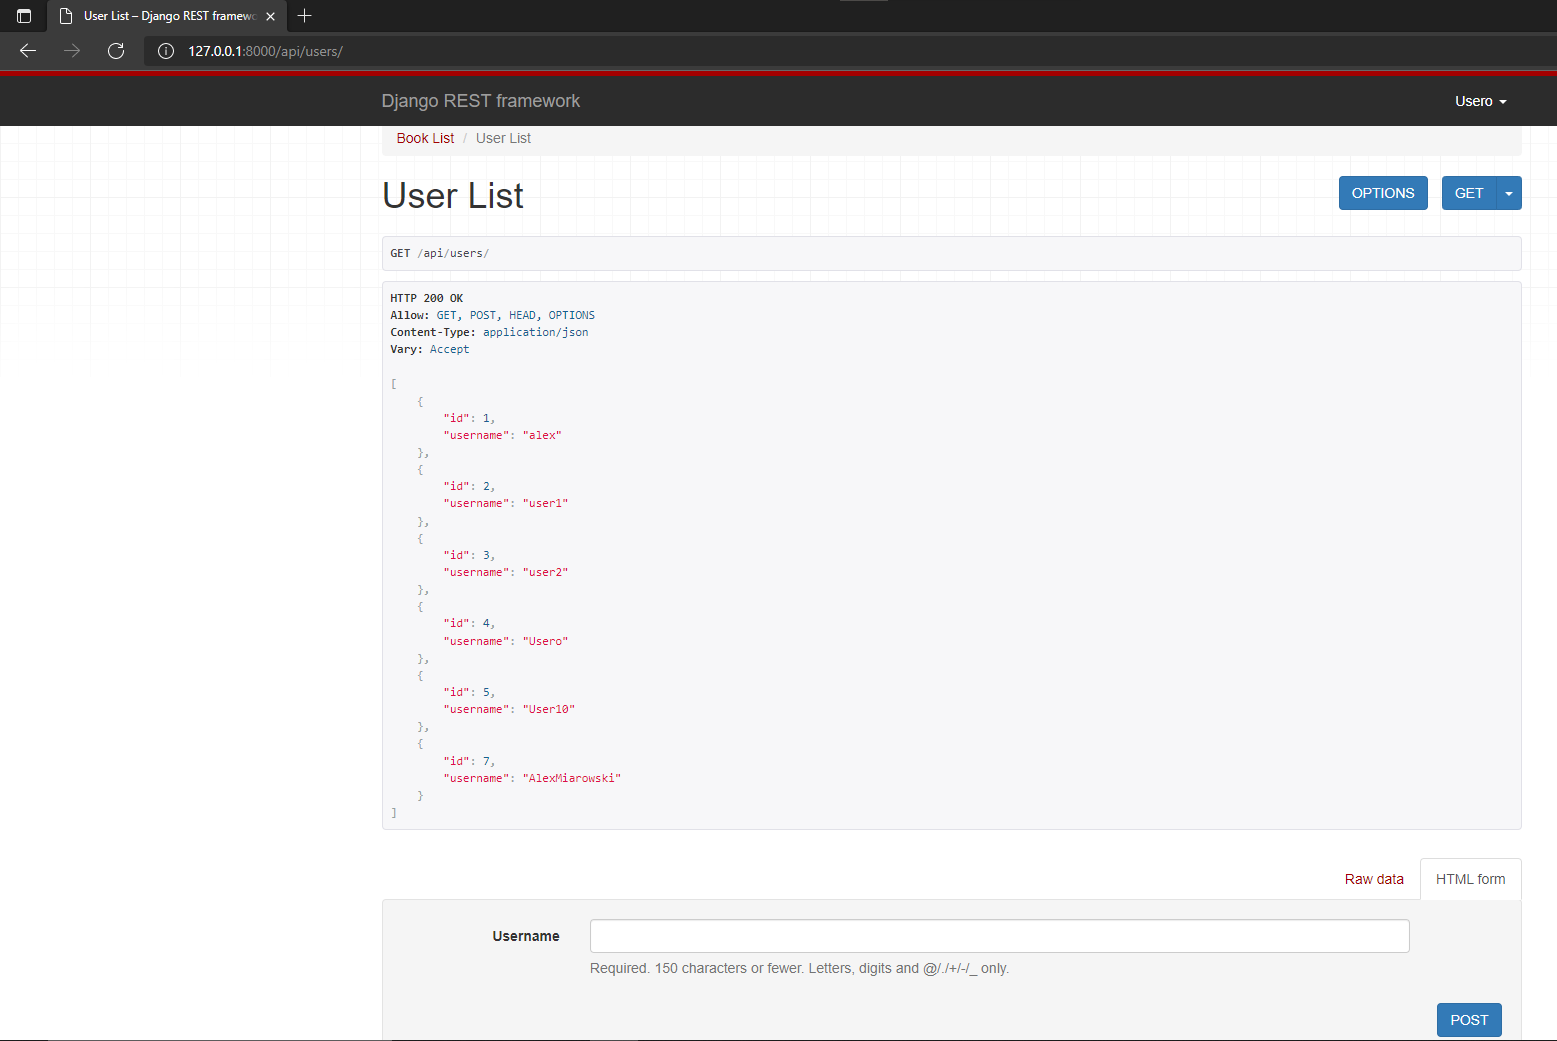 User List – Django REST framewo
127.0.0.1:8000/api/users/
Django REST framework
Usero
Book List / User List
User List
OPTIONS
GET
GET /api/users/
HTTP 200 OK
Allow: GET, POST, HEAD, OPTIONS
Content-Type: application/json
Vary: Accept
[
{
"id": 1,
"username": "alex"
},
{
"id": 2,
"username": "user1"
},
{
"id": 3,
"username": "user2"
},
{
"id": 4,
"username": "Usero"
},
{
"id": 5,
"username": "User10"
},
{
"id": 7,
"username": "AlexMiarowski"
}
]
Raw data
HTML form
Username
Required. 150 characters or fewer. Letters, digits and @/./+/-/_ only.
POST